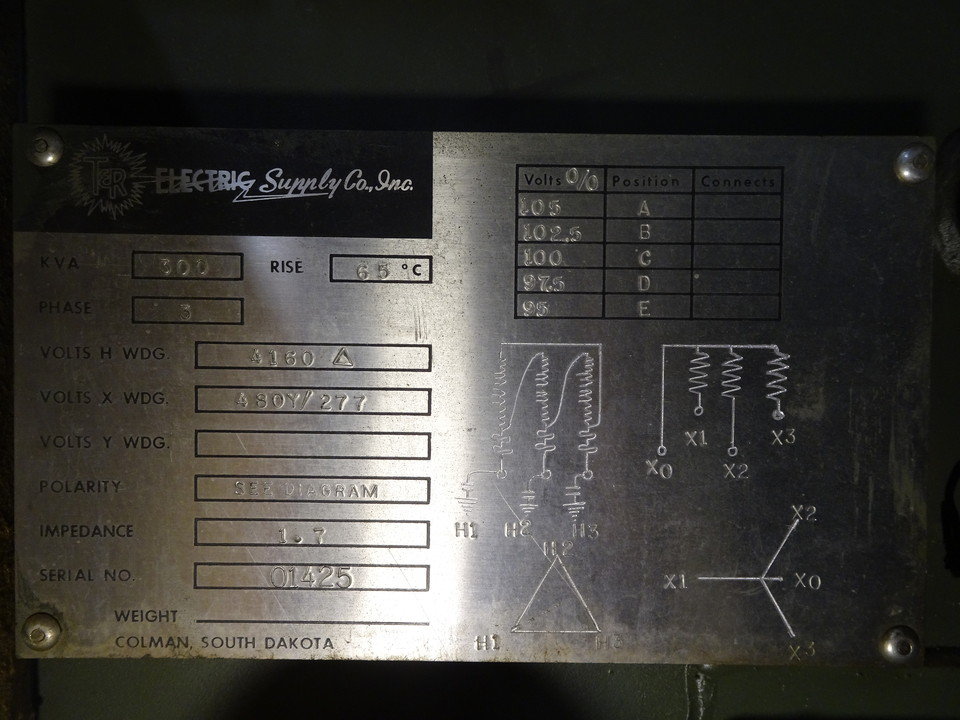 T&R ELECTRIC Supply Co., Inc.
KVA 300 RISE 65 °C
PHASE 3
VOLTS H WDG. 4160 Δ
VOLTS X WDG. 480Y/277
VOLTS Y WDG.
POLARITY SEE DIAGRAM
IMPEDANCE 1.7
SERIAL NO. 01425
WEIGHT
COLMAN, SOUTH DAKOTA
Volts 0/0 Position Connects
105 A
102.5 B
100 C
97.5 D
95 E
H1 H2 H3
H2
H1 H3
X1 X3
X0 X2
X2
X1 X0
X3